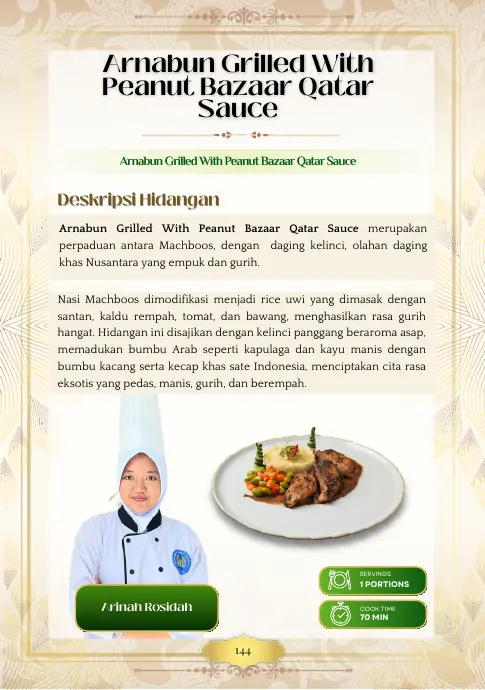 Arnabun Grilled With
Peanut Bazaar Qatar
Sauce
Arnabun Grilled With Peanut Bazaar Qatar Sauce
Deskripsi Hidangan
Arnabun Grilled With Peanut Bazaar Qatar Sauce merupakan
perpaduan antara Machboos, dengan daging kelinci, olahan daging
khas Nusantara yang empuk dan gurih.
Nasi Machboos dimodifikasi menjadi rice uwi yang dimasak dengan
santan, kaldu rempah, tomat, dan bawang, menghasilkan rasa gurih
hangat. Hidangan ini disajikan dengan kelinci panggang beraroma asap,
memadukan bumbu Arab seperti kapulaga dan kayu manis dengan
bumbu kacang serta kecap khas sate Indonesia, menciptakan cita rasa
eksotis yang pedas, manis, gurih, dan berempah.
Arinah Rosidah
SERVINGS
1 PORTIONS
COOK TIME
70 MIN
144